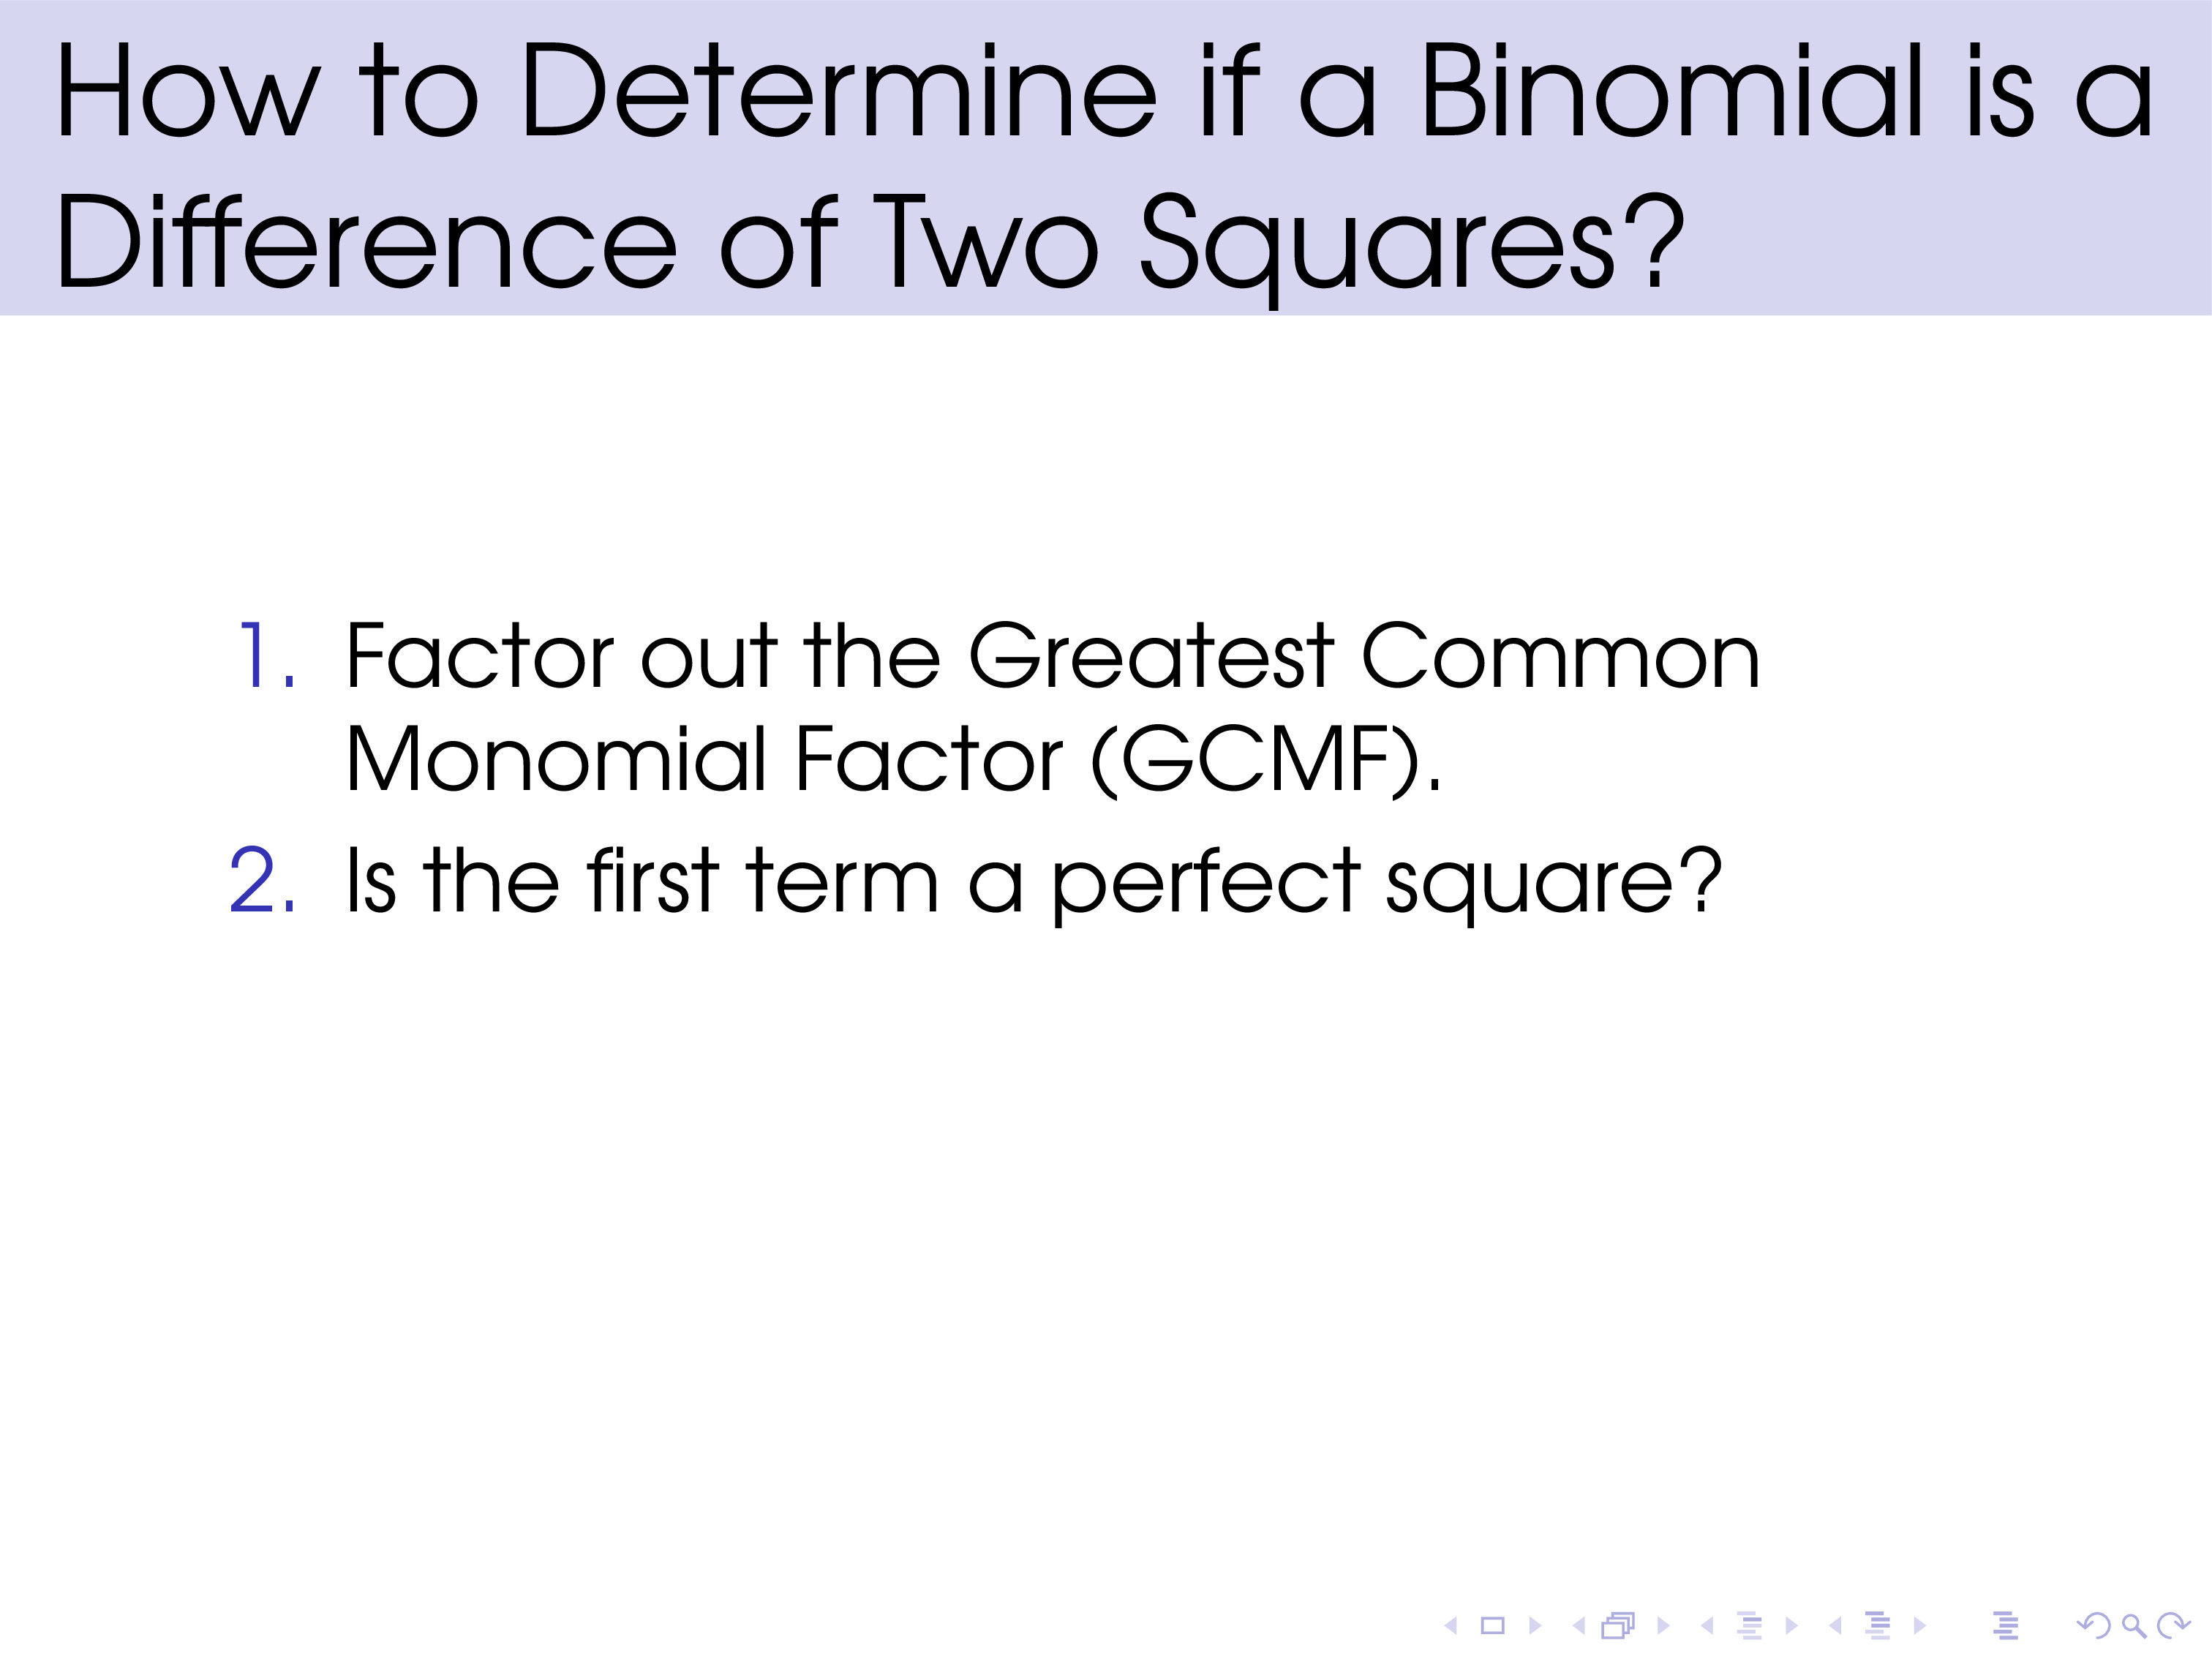 How to Determine if a Binomial is a
Difference of Two Squares?
1. Factor out the Greatest Common
Monomial Factor (GCMF).
2. Is the first term a perfect square?